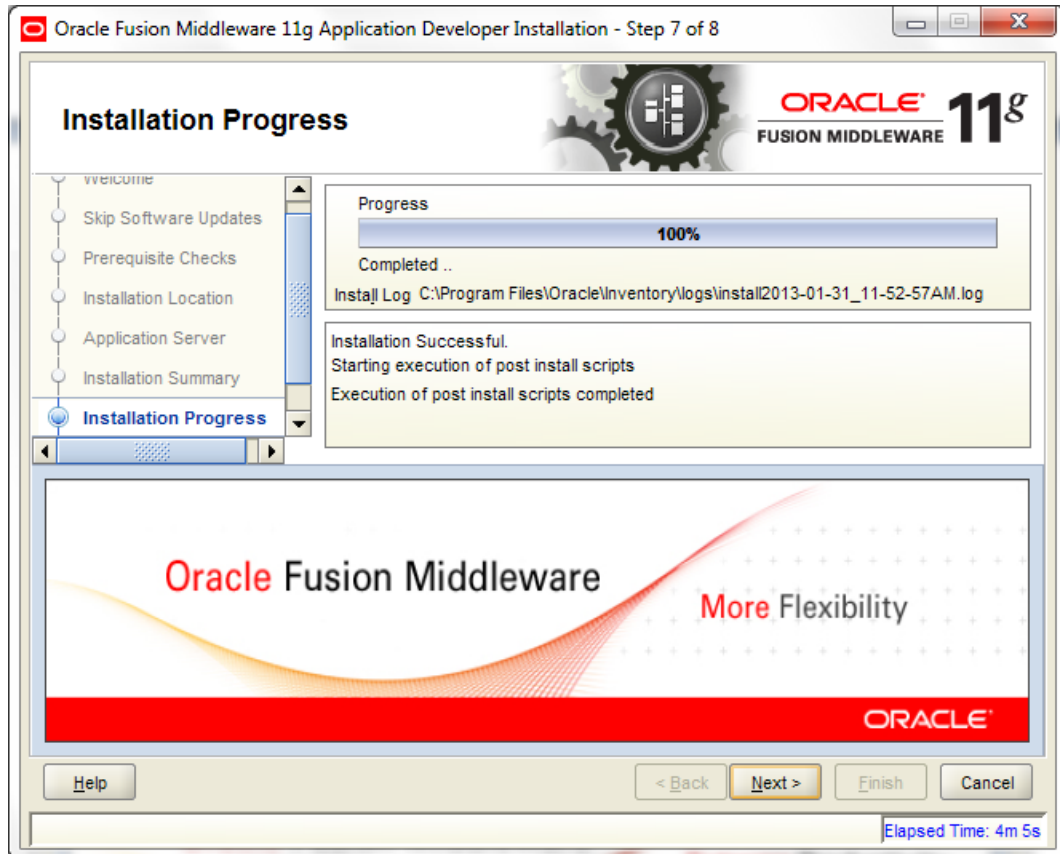 Oracle Fusion Middleware 11g Application Developer Installation - Step 7 of 8
Installation Progress
ORACLE®
FUSION MIDDLEWARE 11g
Welcome
Skip Software Updates
Prerequisite Checks
Installation Location
Application Server
Installation Summary
Installation Progress
Progress
100%
Completed ..
Install Log C:\Program Files\Oracle\Inventory\logs\install2013-01-31_11-52-57AM.log
Installation Successful.
Starting execution of post install scripts
Execution of post install scripts completed
Oracle Fusion Middleware
More Flexibility
ORACLE®
Help
< Back
Next >
Finish
Cancel
Elapsed Time: 4m 5s